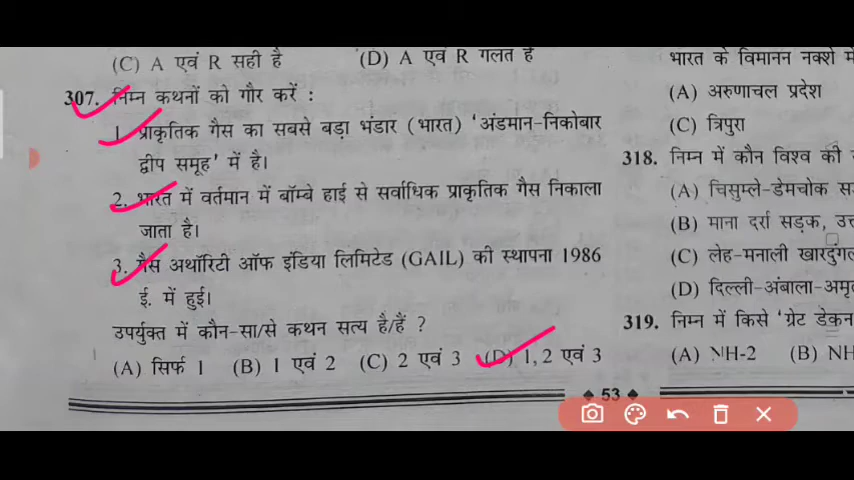 (C) A एवं R सही है (D) A एवं R गलत है
307. निम्न कथनों को गौर करें :
1. प्राकृतिक गैस का सबसे बड़ा भंडार (भारत) 'अंडमान-निकोबार
द्वीप समूह' में है।
2. भारत में वर्तमान में बॉम्बे हाई से सर्वाधिक प्राकृतिक गैस निकाला
जाता है।
3. गैस अथॉरिटी ऑफ इंडिया लिमिटेड (GAIL) की स्थापना 1986
ई. में हुई।
उपर्युक्त में कौन-सा/से कथन सत्य है/हैं ?
(A) सिर्फ 1 (B) 1 एवं 2 (C) 2 एवं 3 (D) 1, 2 एवं 3
भारत के विमानन नक्शे में
(A) अरुणाचल प्रदेश
(C) त्रिपुरा
318. निम्न में कौन विश्व की
(A) चिसुम्ले-डेमचोक
(B) माना दर्रा सड़क,
(C) लेह-मनाली
(D) दिल्ली-अंबाला-
319. निम्न में किसे 'ग्रेट डेकन
(A) NH-2 (B) NH
53